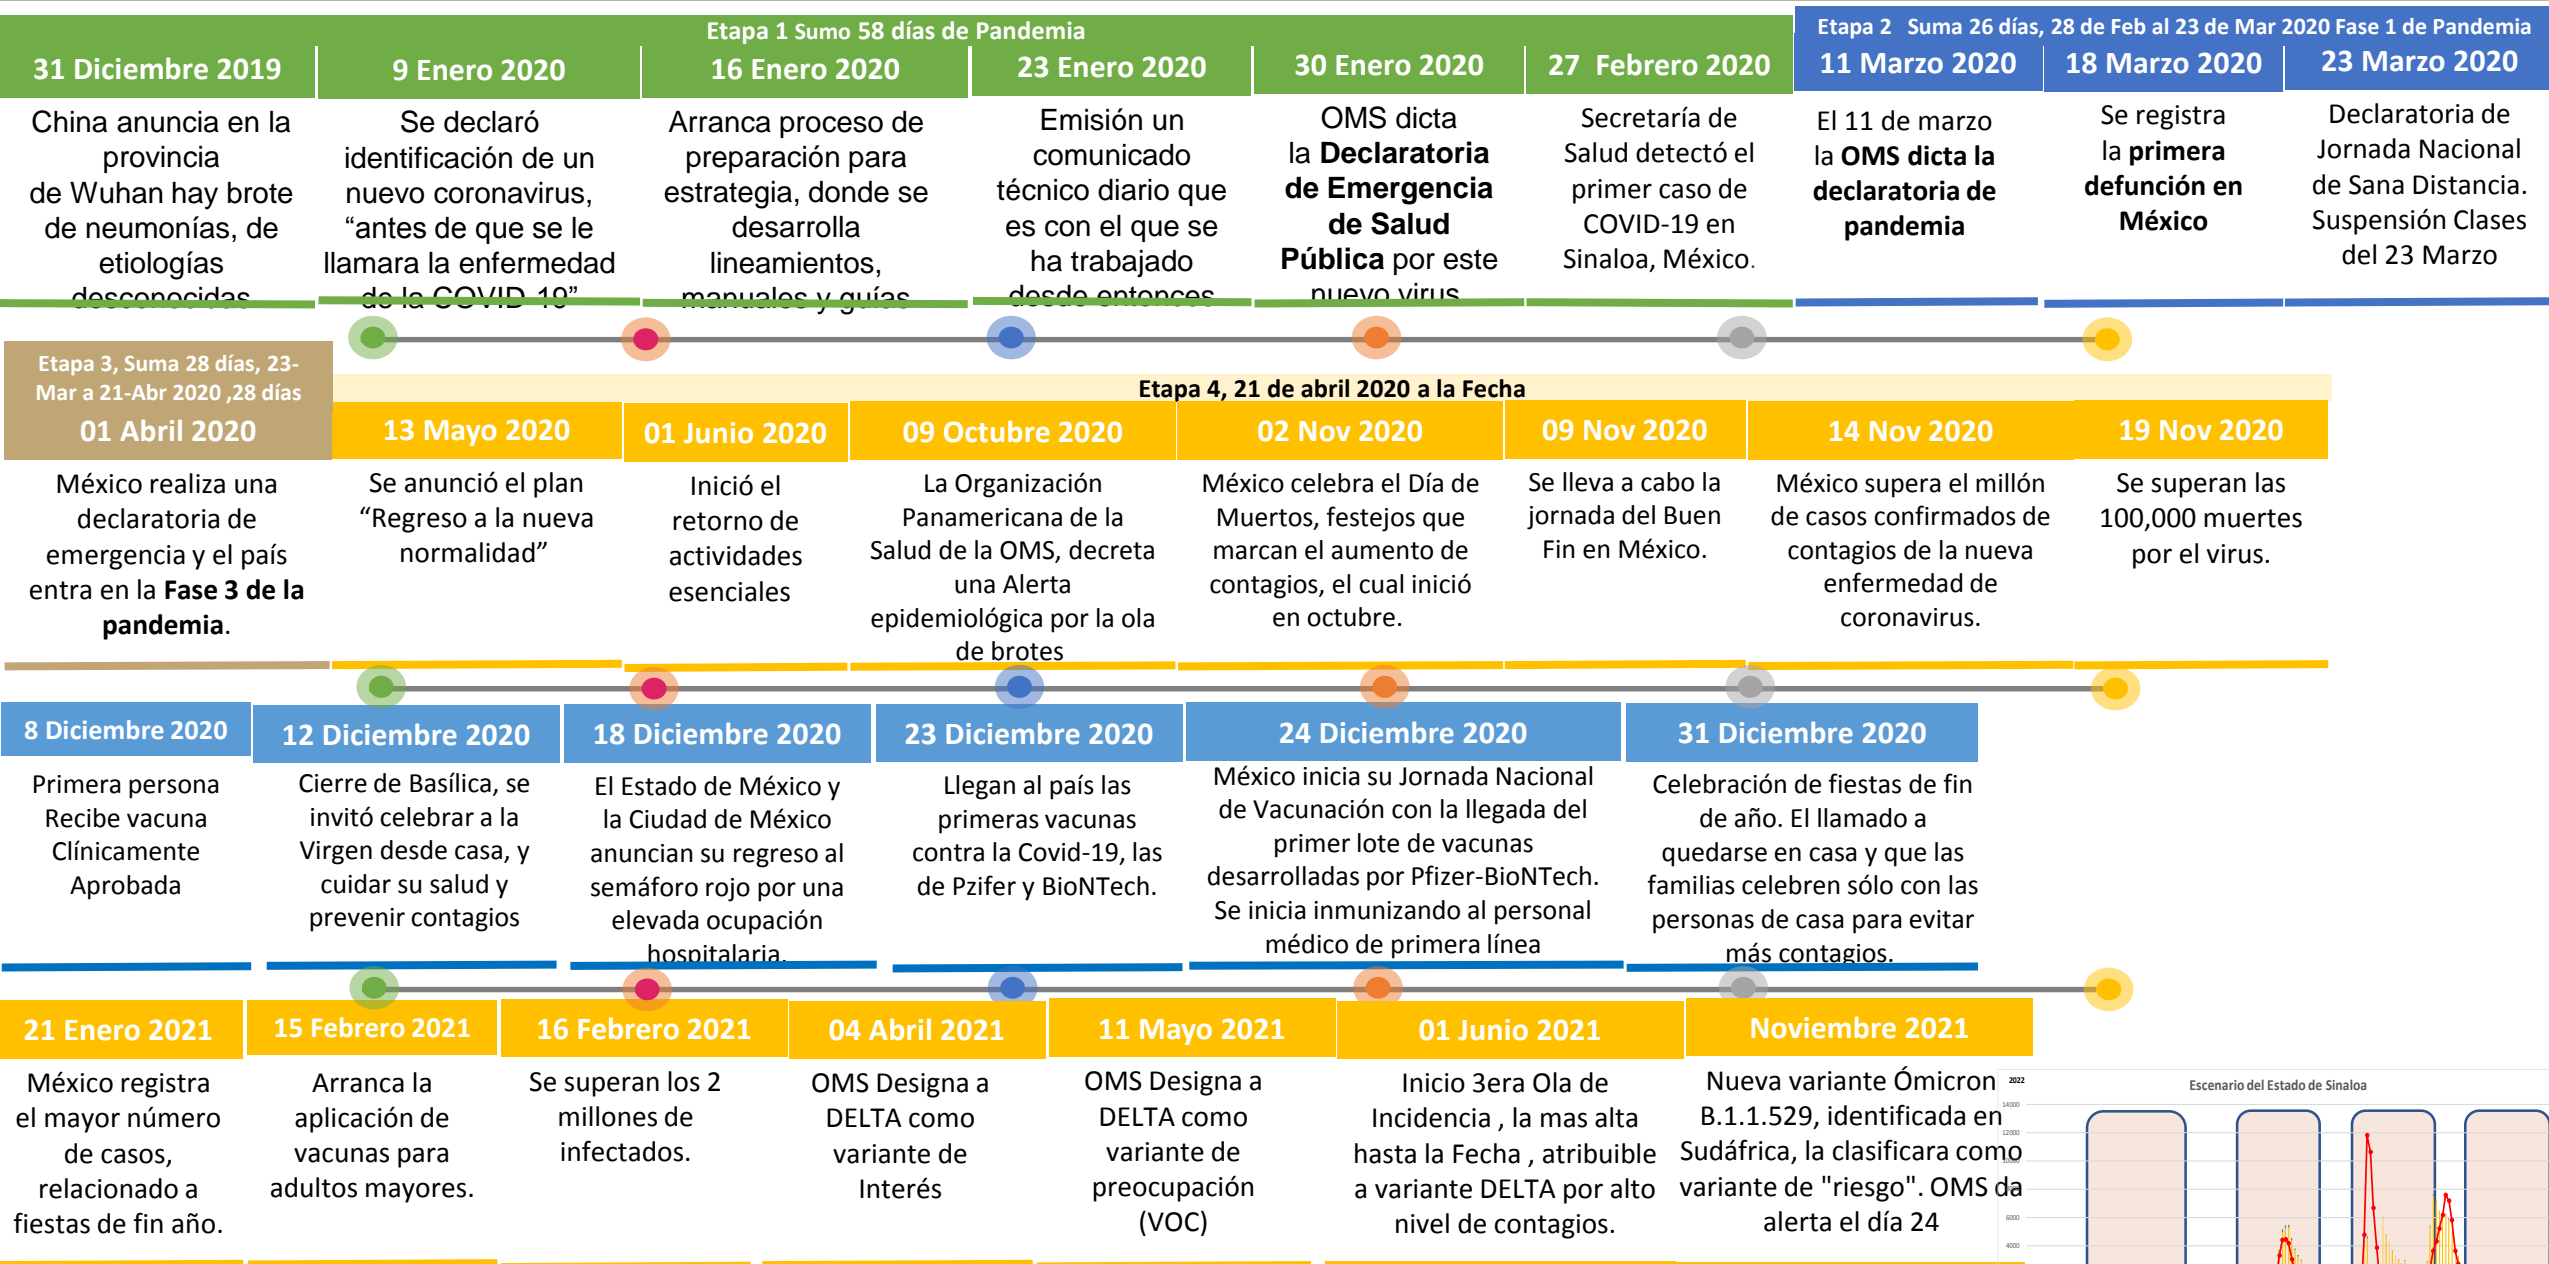 Etapa 1 Sumo 58 días de Pandemia
Etapa 2 Suma 26 días, 28 de Feb al 23 de Mar 2020 Fase 1 de Pandemia
31 Diciembre 2019
China anuncia en la
provincia
de Wuhan hay brote
de neumonías, de
etiologías
desconocidas
9 Enero 2020
Se declaró
identificación de un
nuevo coronavirus,
“antes de que se le
llamara la enfermedad
de la COVID-19”
16 Enero 2020
Arranca proceso de
preparación para
estrategia, donde se
desarrolla
lineamientos,
manuales y guías
23 Enero 2020
Emisión un
comunicado
técnico diario que
es con el que se
ha trabajado
desde entonces
30 Enero 2020
OMS dicta
la Declaratoria
de Emergencia
de Salud
Pública por este
nuevo virus
27 Febrero 2020
Secretaría de
Salud detectó el
primer caso de
COVID-19 en
Sinaloa, México.
11 Marzo 2020
El 11 de marzo
la OMS dicta la
declaratoria de
pandemia
18 Marzo 2020
Se registra
la primera
defunción en
México
23 Marzo 2020
Declaratoria de
Jornada Nacional
de Sana Distancia.
Suspensión Clases
del 23 Marzo
Etapa 3, Suma 28 días, 23-
Mar a 21-Abr 2020 ,28 días
Etapa 4, 21 de abril 2020 a la Fecha
01 Abril 2020
México realiza una
declaratoria de
emergencia y el país
entra en la Fase 3 de la
pandemia.
13 Mayo 2020
Se anunció el plan
“Regreso a la nueva
normalidad”
01 Junio 2020
Inició el
retorno de
actividades
esenciales
09 Octubre 2020
La Organización
Panamericana de la
Salud de la OMS, decreta
una Alerta
epidemiológica por la ola
de brotes
02 Nov 2020
México celebra el Día de
Muertos, festejos que
marcan el aumento de
contagios, el cual inició
en octubre.
09 Nov 2020
Se lleva a cabo la
jornada del Buen
Fin en México.
14 Nov 2020
México supera el millón
de casos confirmados de
contagios de la nueva
enfermedad de
coronavirus.
19 Nov 2020
Se superan las
100,000 muertes
por el virus.
8 Diciembre 2020
Primera persona
Recibe vacuna
Clínicamente
Aprobada
12 Diciembre 2020
Cierre de Basílica, se
invitó celebrar a la
Virgen desde casa, y
cuidar su salud y
prevenir contagios
18 Diciembre 2020
El Estado de México y
la Ciudad de México
anuncian su regreso al
semáforo rojo por una
elevada ocupación
hospitalaria.
23 Diciembre 2020
Llegan al país las
primeras vacunas
contra la Covid-19, las
de Pzifer y BioNTech.
24 Diciembre 2020
México inicia su Jornada Nacional
de Vacunación con la llegada del
primer lote de vacunas
desarrolladas por Pfizer-BioNTech.
Se inicia inmunizando al personal
médico de primera línea
31 Diciembre 2020
Celebración de fiestas de fin
de año. El llamado a
quedarse en casa y que las
familias celebren sólo con las
personas de casa para evitar
más contagios.
21 Enero 2021
México registra
el mayor número
de casos,
relacionado a
fiestas de fin año.
15 Febrero 2021
Arranca la
aplicación de
vacunas para
adultos mayores.
16 Febrero 2021
Se superan los 2
millones de
infectados.
04 Abril 2021
OMS Designa a
DELTA como
variante de
Interés
11 Mayo 2021
OMS Designa a
DELTA como
variante de
preocupación
(VOC)
01 Junio 2021
Inicio 3era Ola de
Incidencia , la mas alta
hasta la Fecha , atribuible
a variante DELTA por alto
nivel de contagios.
Noviembre 2021
Nueva variante Ómicron
B.1.1.529, identificada en
Sudáfrica, la clasificara como
variante de "riesgo". OMS da
alerta el día 24
2022
Escenario del Estado de Sinaloa
14000
12000
6000
4000